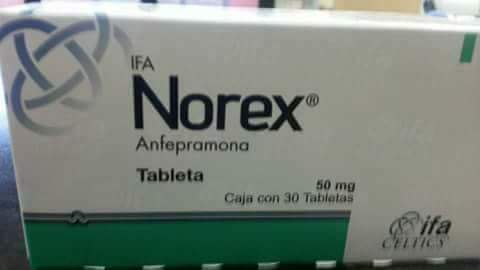 IFA
Norex®
Anfepramona
Tableta
50 mg
Caja con 30 Tabletas
ifa
CELTICS